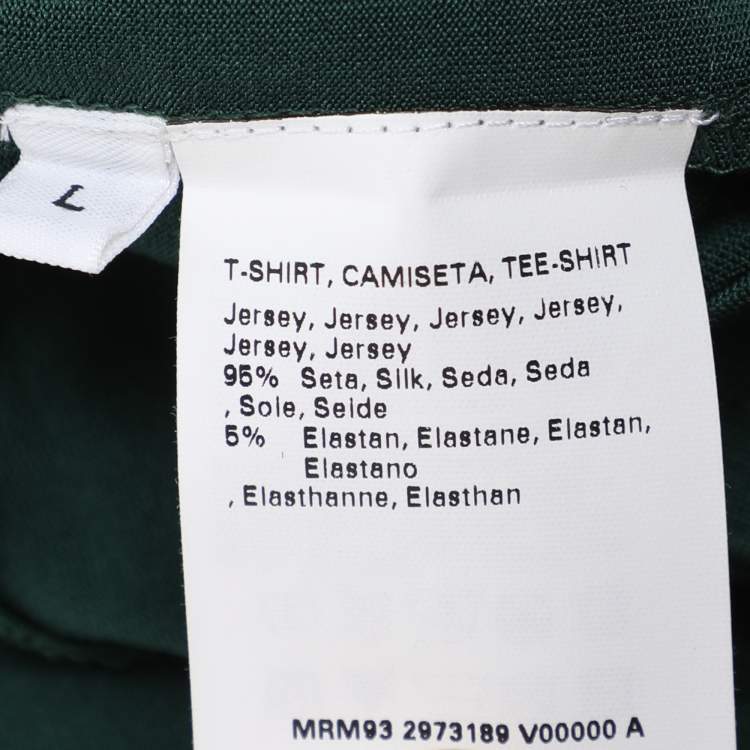 L
T-SHIRT, CAMISETA, TEE-SHIRT
Jersey, Jersey, Jersey, Jersey,
Jersey, Jersey
95% Seta, Silk, Seda, Seda
, Soie, Seide
5% Elastan, Elastane, Elastan,
Elastano
, Elasthanne, Elasthan
MRM93 2973189 V00000 A